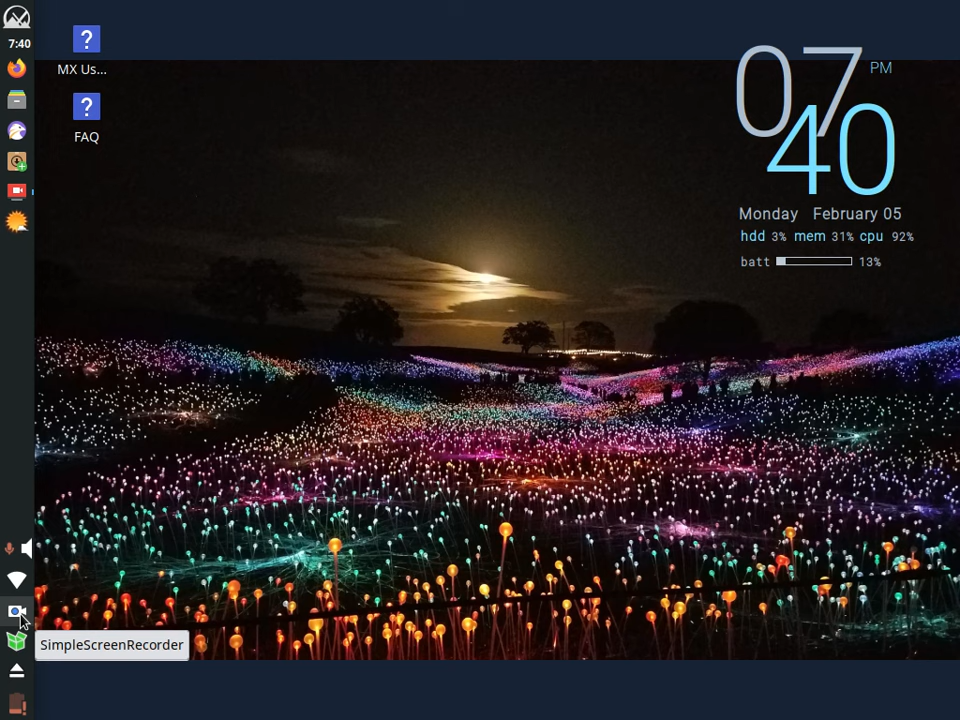 7:40
?
MX Us...
?
FAQ
07 PM
40
Monday February 05
hdd 3% mem 31% cpu 92%
batt 13%
SimpleScreenRecorder